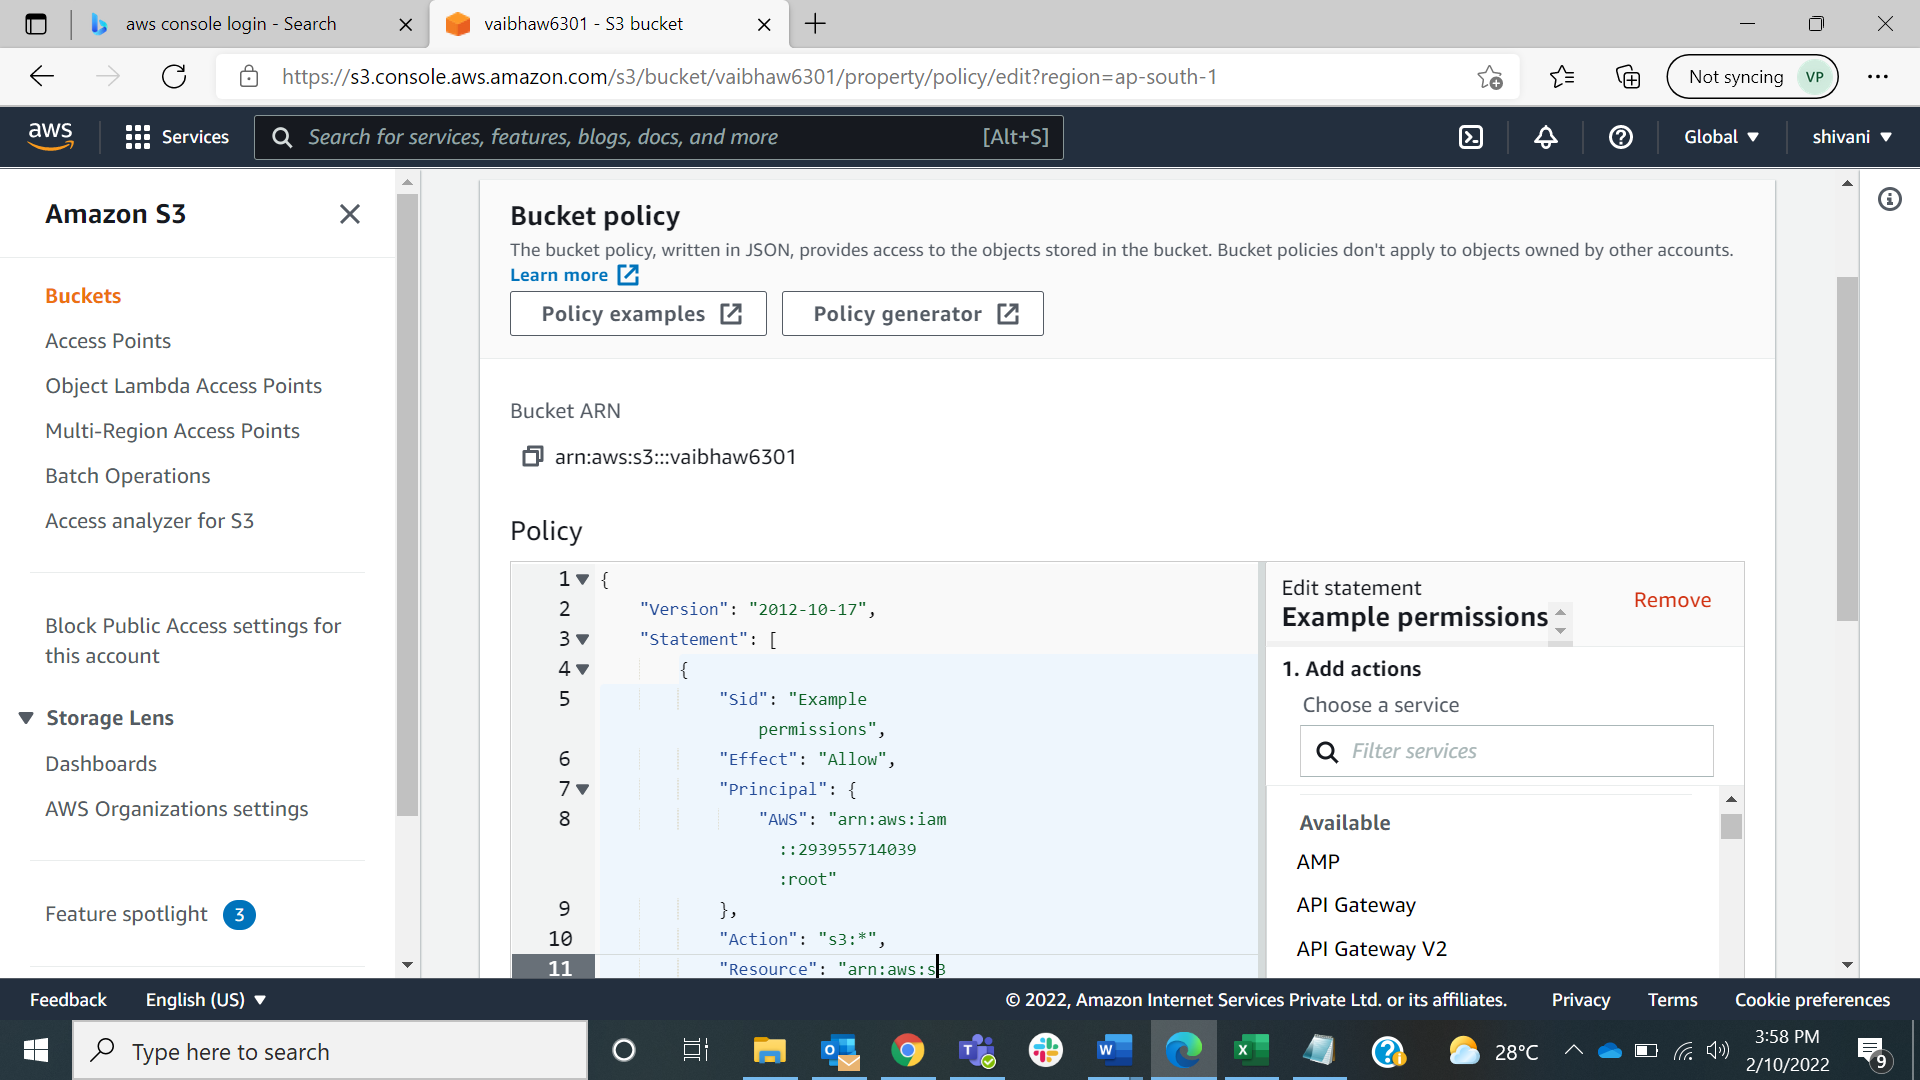 aws console login - Search
vaibhaw6301 - S3 bucket
https://s3.console.aws.amazon.com/s3/bucket/vaibhaw6301/property/policy/edit?region=ap-south-1
Not syncing
VP
aws
Services
Search for services, features, blogs, docs, and more
[Alt+S]
Global
shivani
Amazon S3
Buckets
Access Points
Object Lambda Access Points
Multi-Region Access Points
Batch Operations
Access analyzer for S3
Block Public Access settings for
this account
Storage Lens
Dashboards
AWS Organizations settings
Feature spotlight 3
Bucket policy
The bucket policy, written in JSON, provides access to the objects stored in the bucket. Bucket policies don't apply to objects owned by other accounts.
Learn more
Policy examples
Policy generator
Bucket ARN
arn:aws:s3:::vaibhaw6301
Policy
1 {
2 "Version": "2012-10-17",
3 "Statement": [
4 {
5 "Sid": "Example
permissions",
6 "Effect": "Allow",
7 "Principal": {
8 "AWS": "arn:aws:iam
::293955714039
:root"
9 },
10 "Action": "s3:*",
11 "Resource": "arn:aws:s3
Edit statement
Example permissions
Remove
1. Add actions
Choose a service
Filter services
Available
AMP
API Gateway
API Gateway V2
Feedback
English (US)
© 2022, Amazon Internet Services Private Ltd. or its affiliates.
Privacy
Terms
Cookie preferences
Type here to search
28°C
3:58 PM
2/10/2022
9